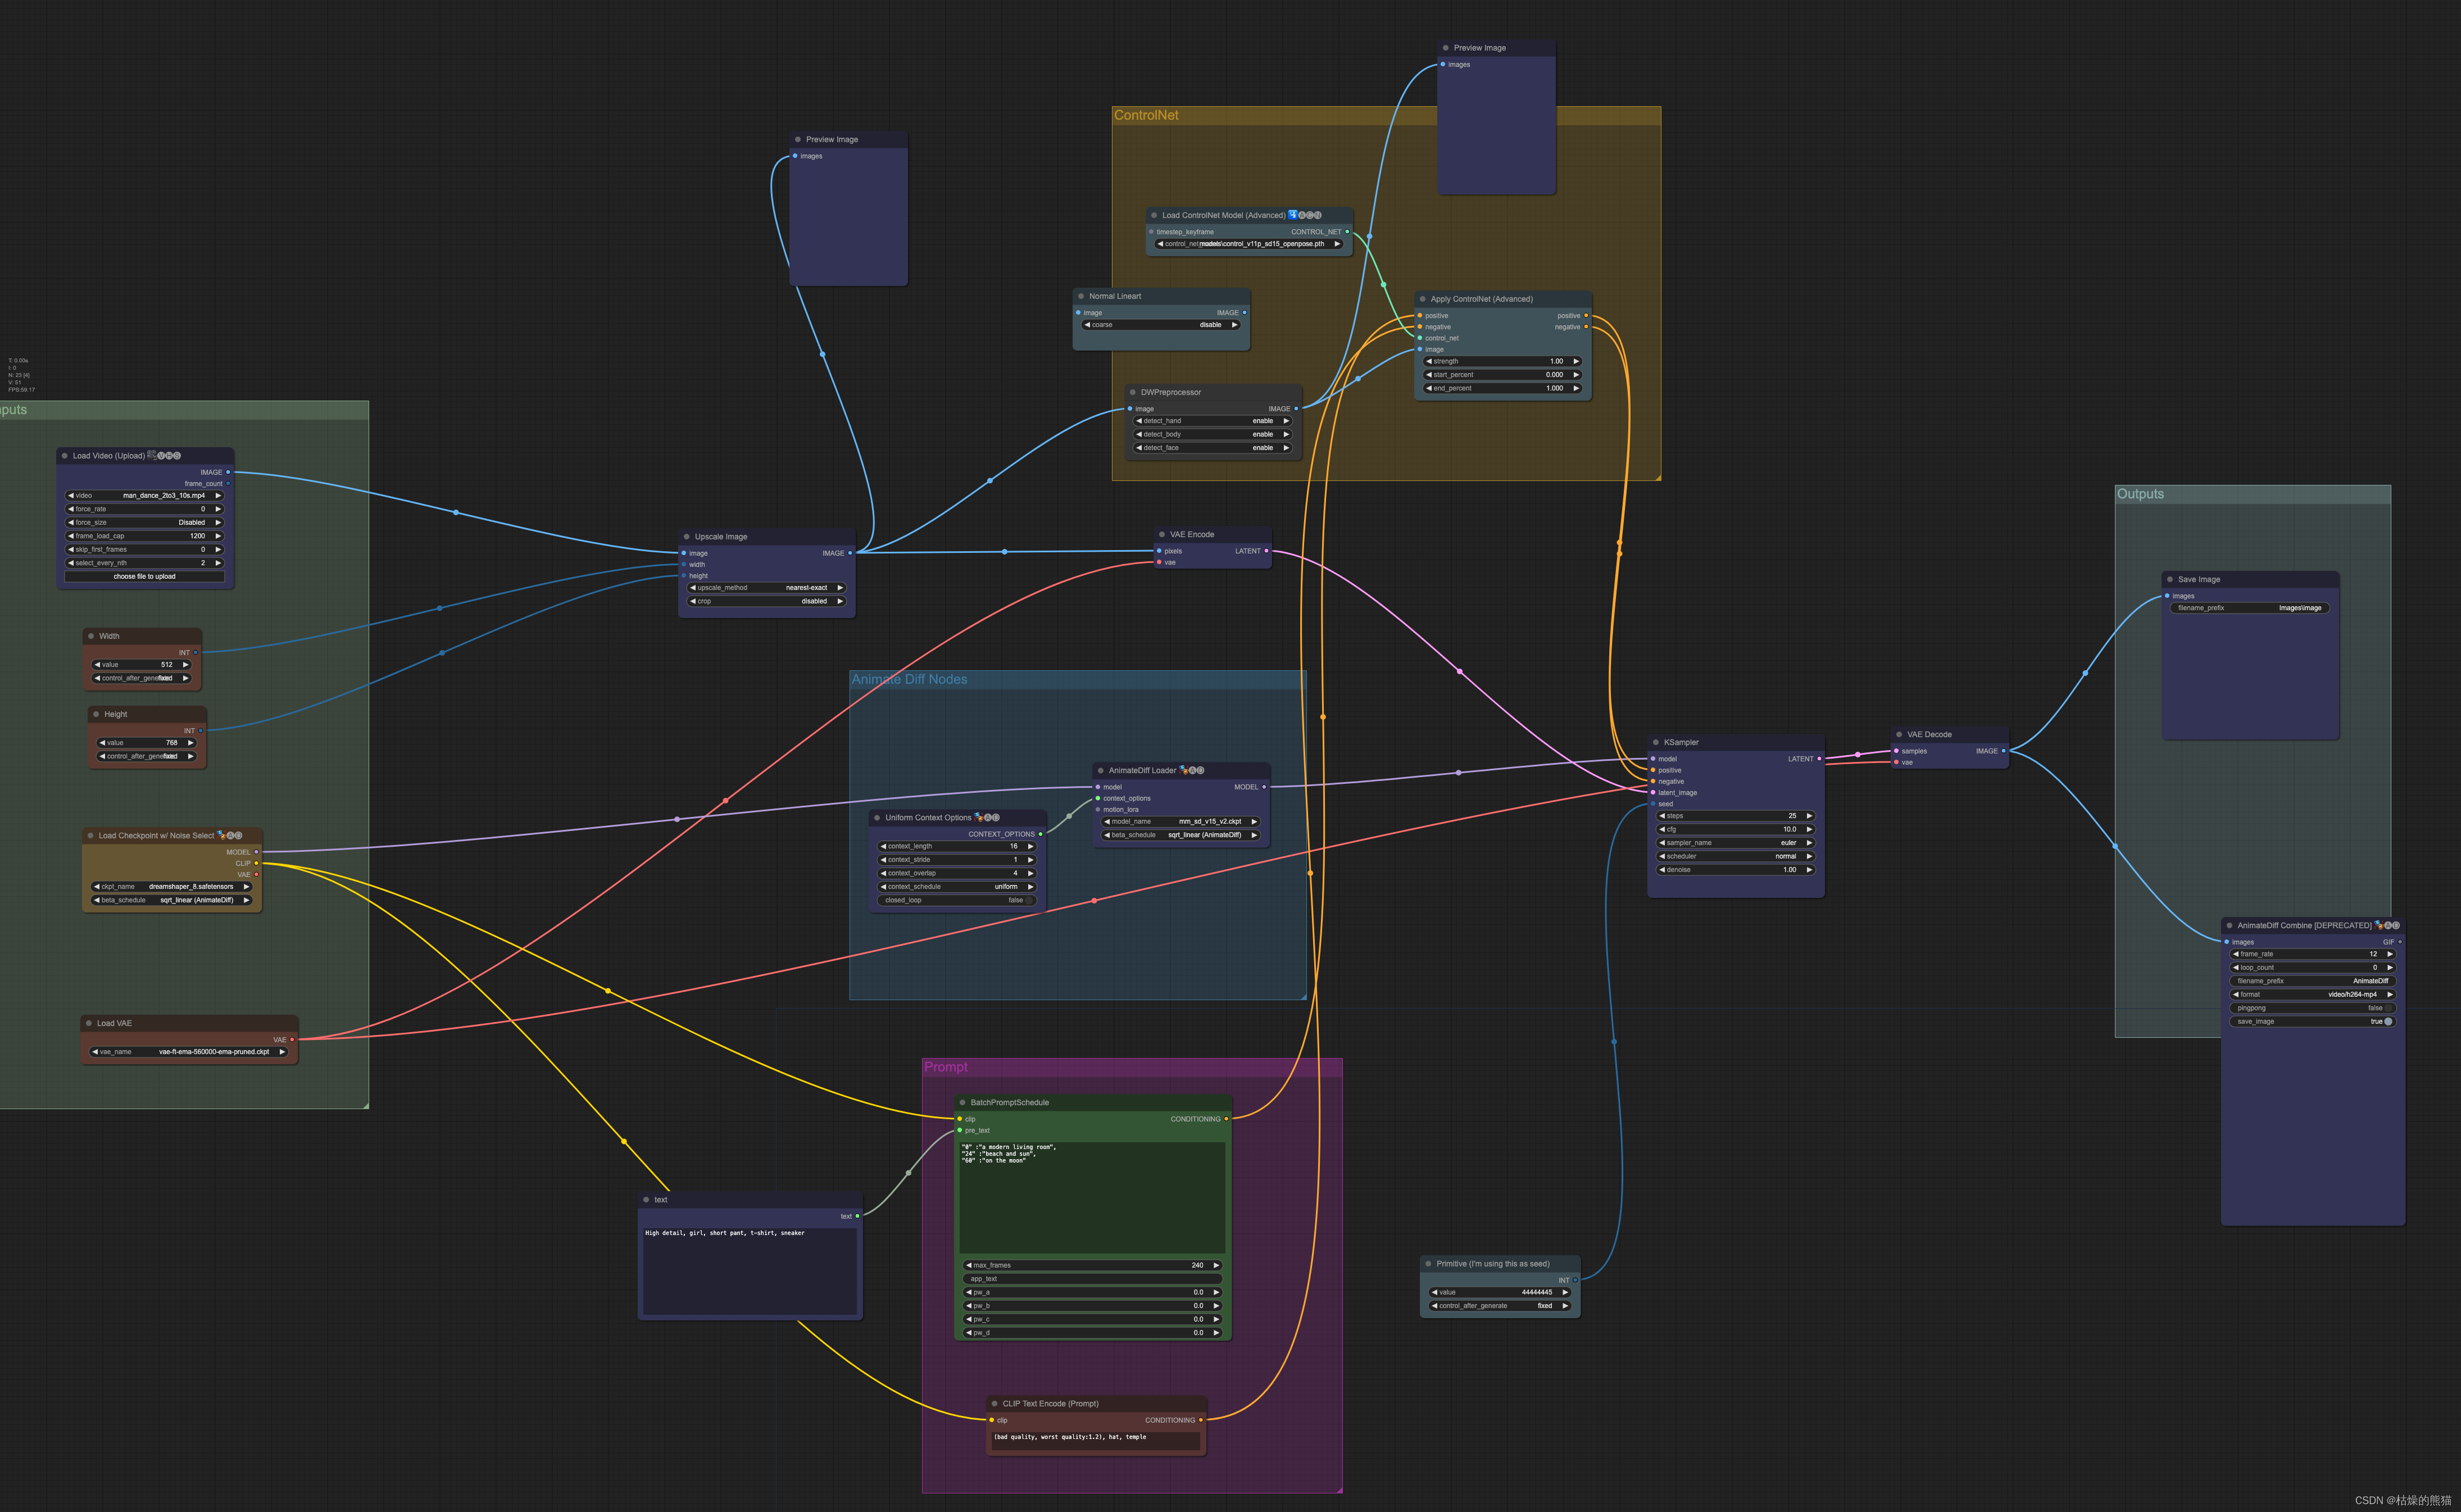 Preview Image
images
ControlNet
Preview Image
images
Load ControlNet Model (Advanced)
timestep_keyframe CONTROL_NET
models\control_v11p_sd15_openpose.pth
Normal Lineart
image IMAGE
coarse disable
Apply ControlNet (Advanced)
positive positive
negative negative
control_net
image
strength 1.00
start_percent 0.000
end_percent 1.000
DWPreprocessor
image IMAGE
detect_hand enable
detect_body enable
detect_face enable
T: 0.00s
I: 0
N: 23 [4]
V: 51
FPS:59.17
puts
Load Video (Upload)
IMAGE
frame_count
video man_dance_2to3_10s.mp4
force_rate 0
force_size Disabled
frame_load_cap 1200
skip_first_frames 0
select_every_nth 2
choose file to upload
Width
INT
value 512
control_after_generate fixed
Height
INT
value 768
control_after_generate fixed
Load Checkpoint w/ Noise Select
MODEL
CLIP
VAE
ckpt_name dreamshaper_8.safetensors
beta_schedule sqrt_linear (AnimateDiff)
Load VAE
VAE
vae_name vae-ft-ema-560000-ema-pruned.ckpt
Upscale Image
image IMAGE
width
height
upscale_method nearest-exact
crop disabled
VAE Encode
pixels LATENT
vae
Animate Diff Nodes
AnimateDiff Loader
model MODEL
context_options
motion_lora
model_name mm_sd_v15_v2.ckpt
beta_schedule sqrt_linear (AnimateDiff)
Uniform Context Options
CONTEXT_OPTIONS
context_length 16
context_stride 1
context_overlap 4
context_schedule uniform
closed_loop false
Prompt
BatchPromptSchedule
clip CONDITIONING
pre_text
"0" :"a modern living room",
"24" :"beach and sun",
"60" :"on the moon"
max_frames 240
app_text
pw_a 0.0
pw_b 0.0
pw_c 0.0
pw_d 0.0
text
text
High detail, girl, short pant, t-shirt, sneaker
CLIP Text Encode (Prompt)
clip CONDITIONING
(bad quality, worst quality:1.2), hat, temple
Primitive (I'm using this as seed)
INT
value 44444445
control_after_generate fixed
KSampler
model LATENT
positive
negative
latent_image
seed
steps 25
cfg 10.0
sampler_name euler
scheduler normal
denoise 1.00
VAE Decode
samples IMAGE
vae
Outputs
Save Image
images
filename_prefix Images\image
AnimateDiff Combine [DEPRECATED]
images GIF
frame_rate 12
loop_count 0
filename_prefix AnimateDiff
format video/h264-mp4
pingpong false
save_image true
CSDN @枯燥的熊猫